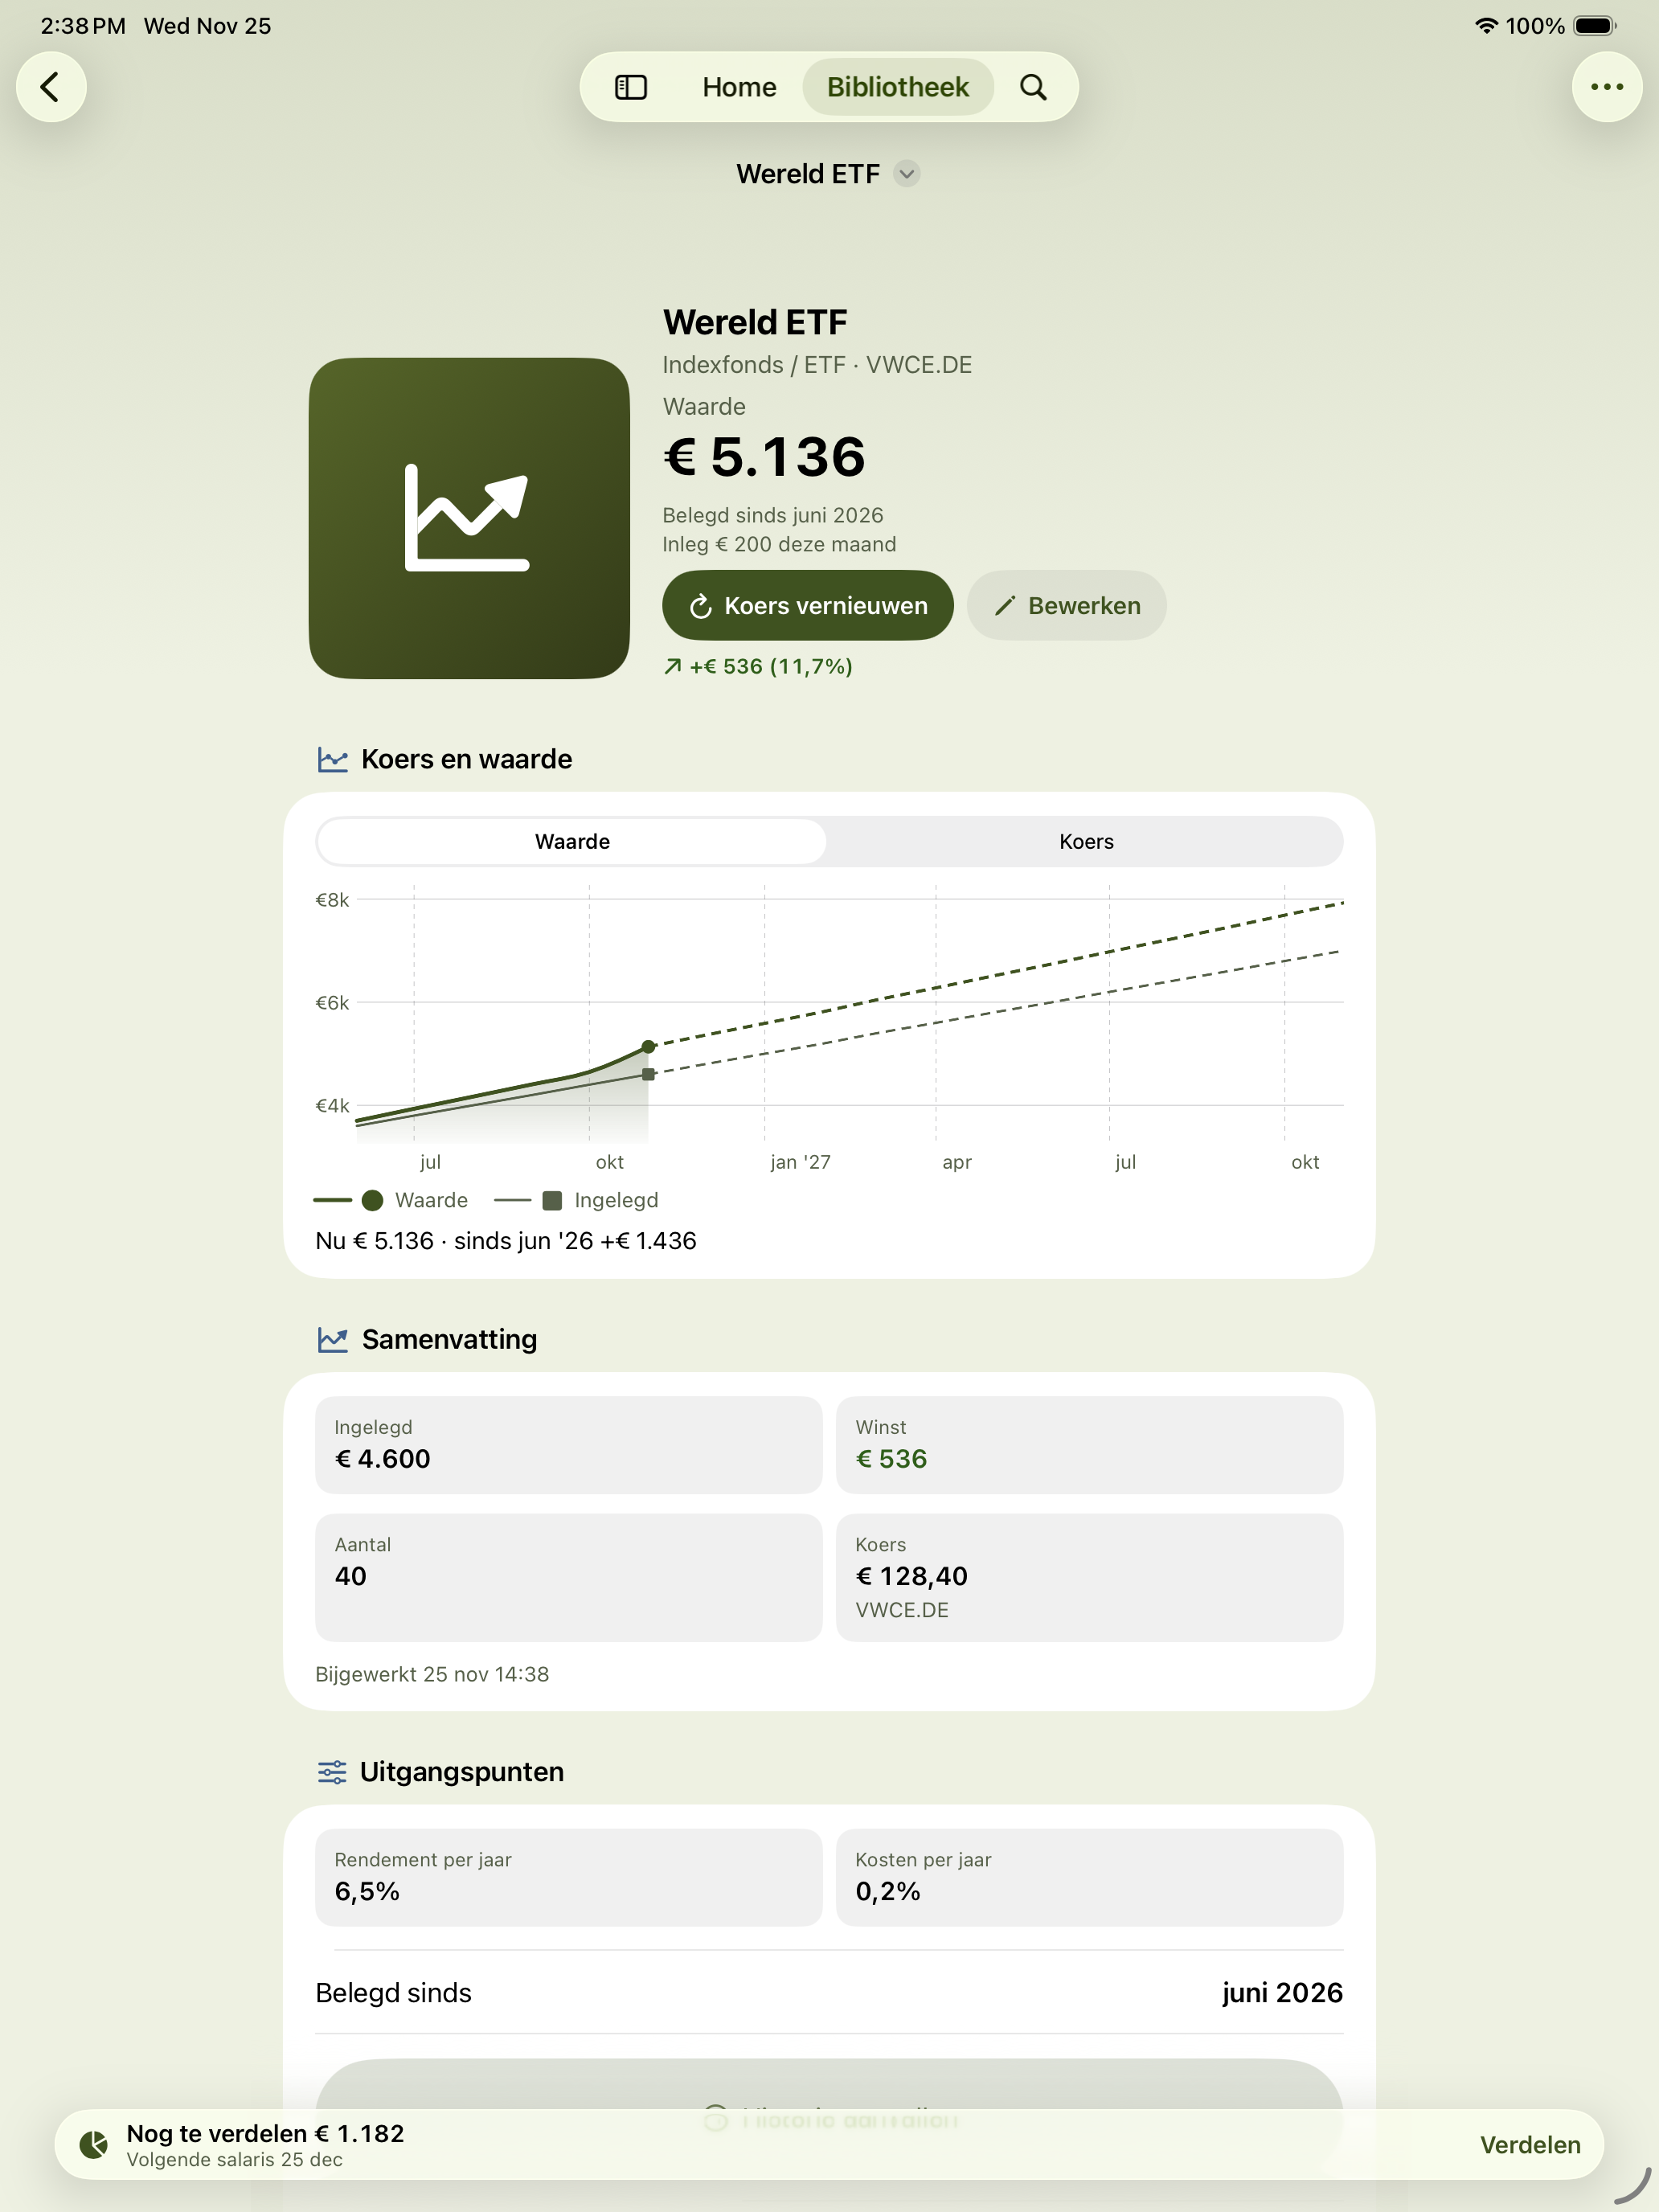 2:38 PM Wed Nov 25
100%
Home
Bibliotheek
Wereld ETF
Wereld ETF
Indexfonds / ETF · VWCE.DE
Waarde
€ 5.136
Belegd sinds juni 2026
Inleg € 200 deze maand
Koers vernieuwen
Bewerken
+€ 536 (11,7%)
Koers en waarde
Waarde
Koers
€8k
€6k
€4k
jul
okt
jan '27
apr
jul
okt
Waarde
Ingelegd
Nu € 5.136 · sinds jun '26 +€ 1.436
Samenvatting
Ingelegd
€ 4.600
Winst
€ 536
Aantal
40
Koers
€ 128,40
VWCE.DE
Bijgewerkt 25 nov 14:38
Uitgangspunten
Rendement per jaar
6,5%
Kosten per jaar
0,2%
Belegd sinds
juni 2026
Nog te verdelen € 1.182
Volgende salaris 25 dec
Verdelen